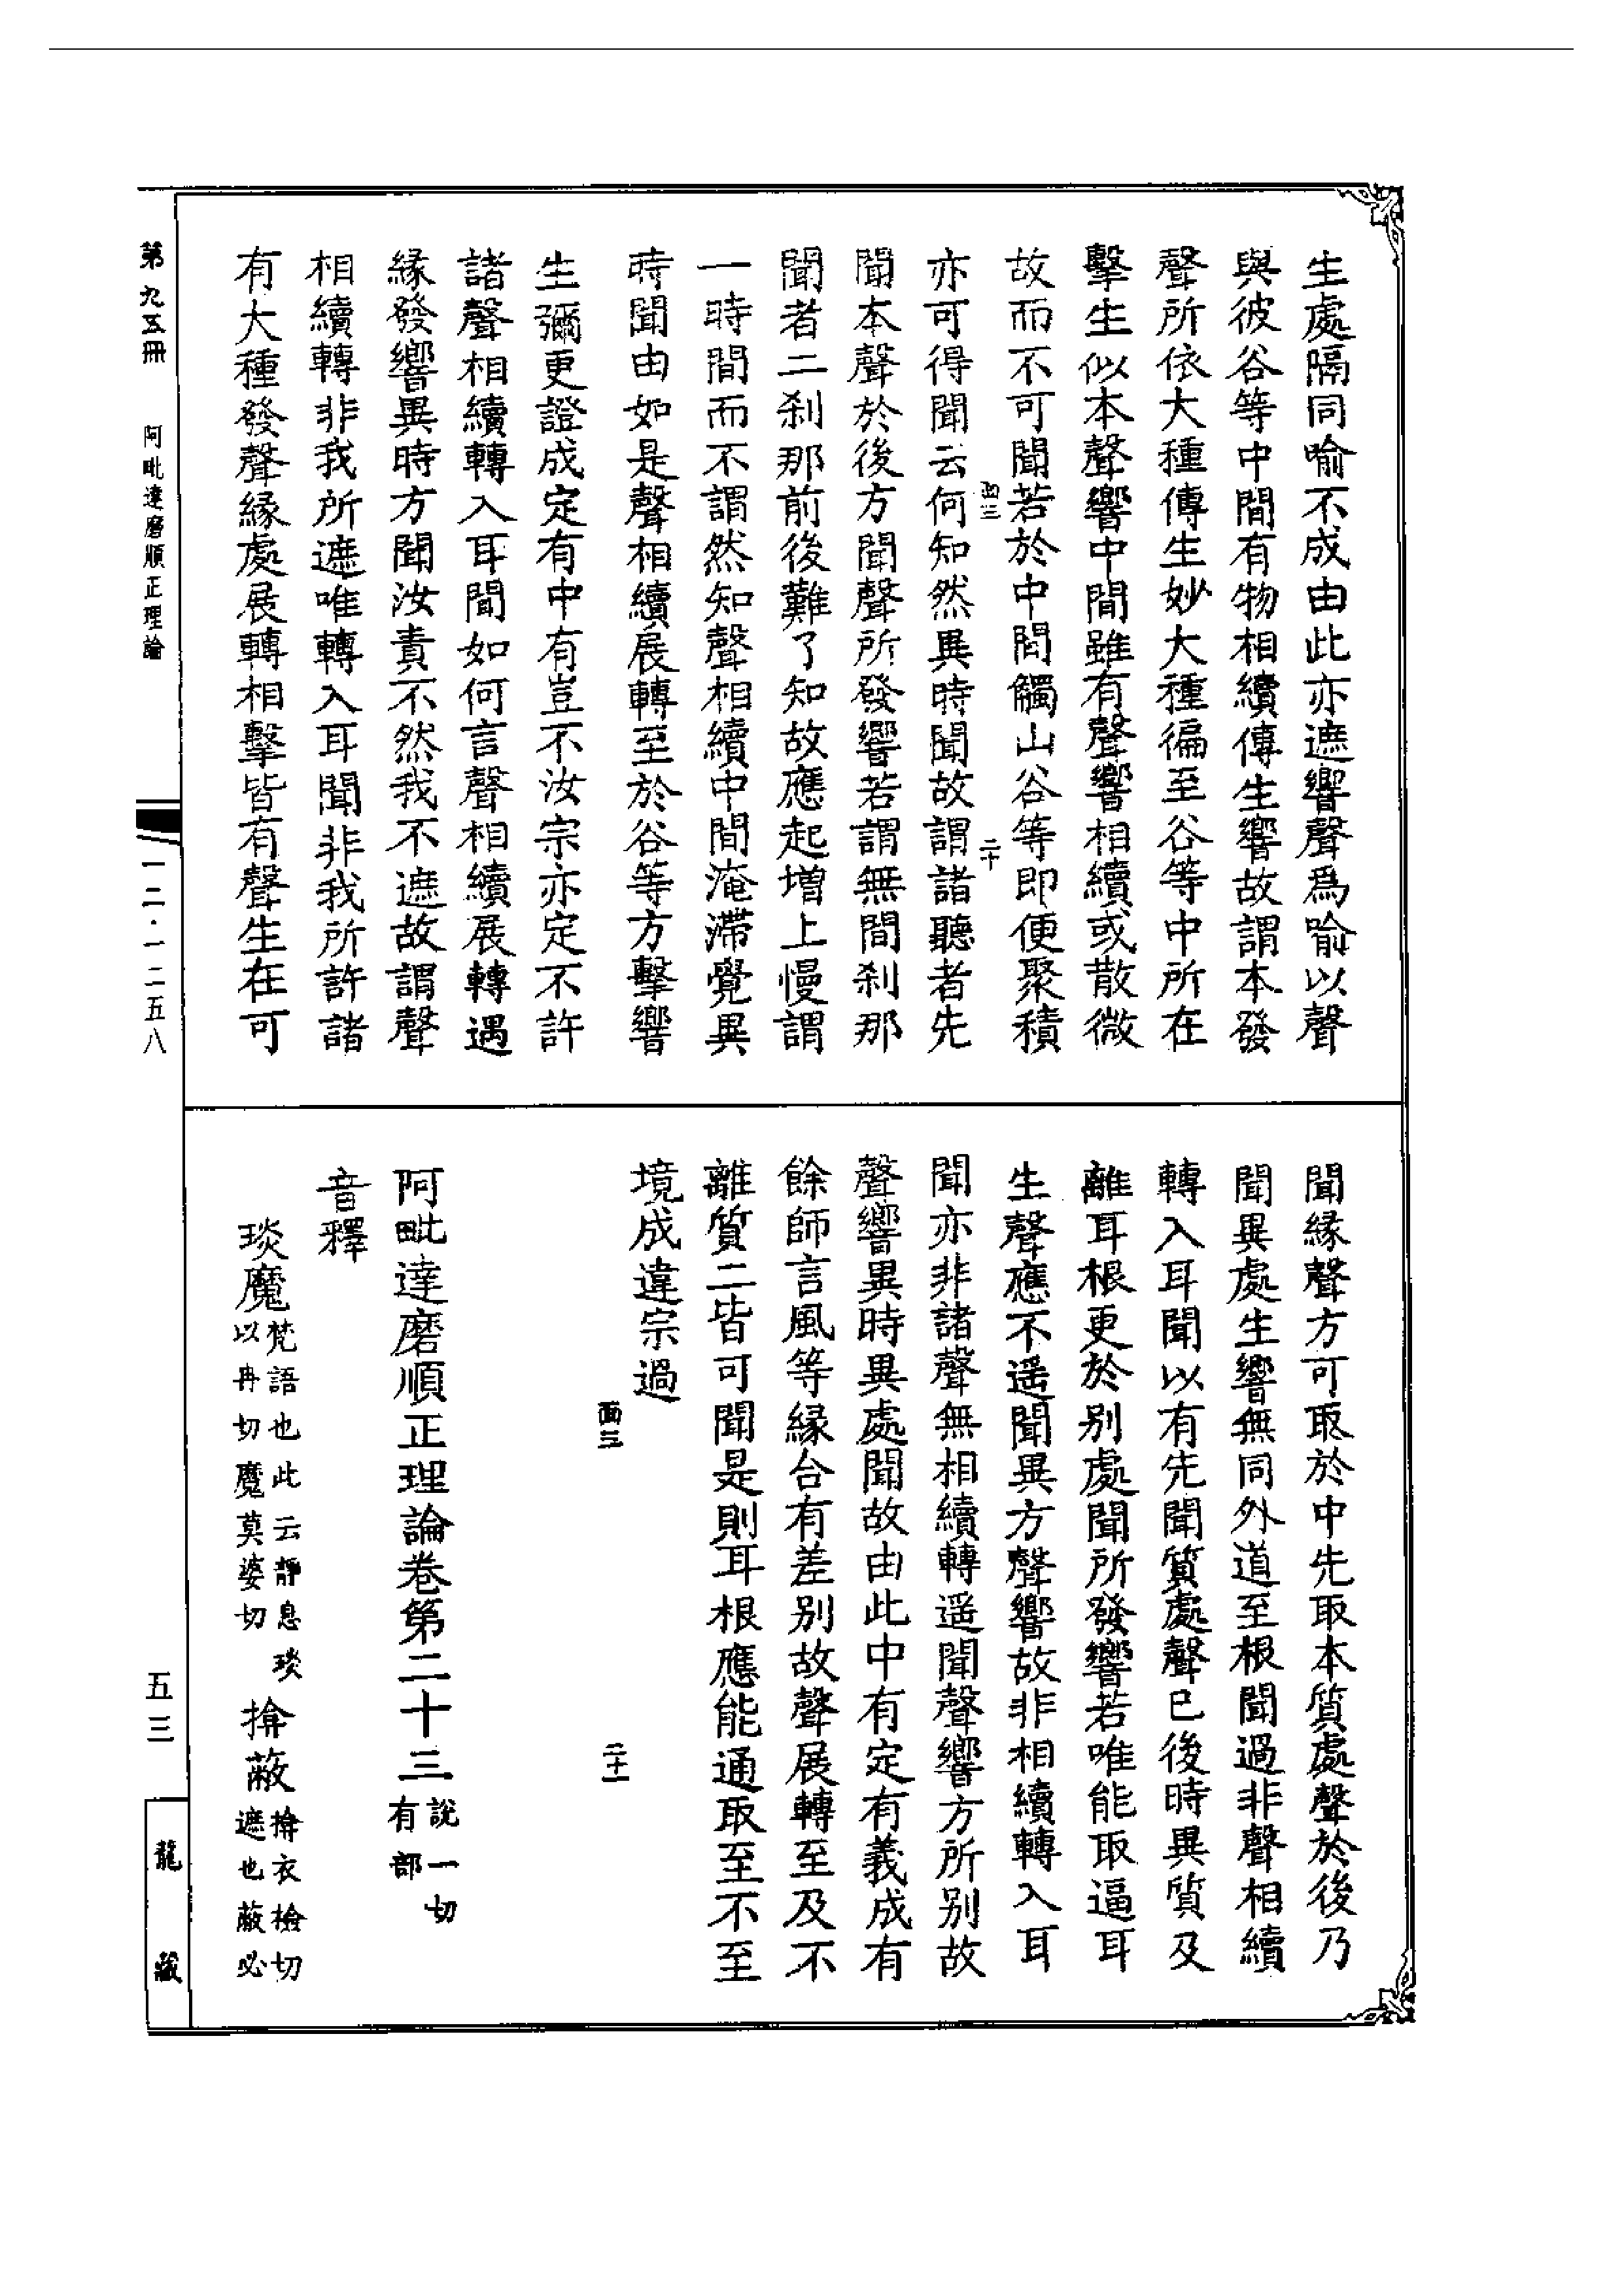 生處隔同喻不成由此亦遮響聲爲喻以聲
與彼谷等中間有物相續傳生響故謂本發
聲所依大種傳生妙大種徧至谷等中所在
擊生似本聲響中間雖有聲響相續或散微
故而不可聞若於中間觸山谷等即便聚積
面三
二十
亦可得聞云何知然異時聞故謂諸聽者先
聞本聲於後方聞聲所發響若謂無間刹那
聞者二刹那前後難了知故應起增上慢謂
一時間而不謂然知聲相續中間淹滯覺異
時聞由如是聲相續展轉至於谷等方擊響
生彌更證成定有中有豈不汝宗亦定不許
諸聲相續轉入耳聞如何言聲相續展轉遇
緣發響異時方聞汝責不然我不遮故謂聲
相續轉非我所遮唯轉入耳聞非我所許諸
有大種發聲緣處展轉相擊皆有聲生在可
聞緣聲方可取於中先取本質處聲於後乃
聞異處生響無同外道至根聞過非聲相續
轉入耳聞以有先聞質處聲已後時異質及
離耳根更於別處聞所發響若唯能取逼耳
生聲應不遥聞異方聲響故非相續轉入耳
聞亦非諸聲無相續轉遥聞聲響方所別故
聲響異時異處聞故由此中有定有義成有
餘師言風等緣合有差別故聲展轉至及不
離質二皆可聞是則耳根應能通取至不至
境成違宗過
面三
二十一
阿毗達磨順正理論卷第二十三說一切有部
音釋
琰魔梵語也此云靜息琰以冉切魔莫婆切 揜蔽揜衣檢切遮也蔽必
第九五冊
阿毗達磨順正理論
一二·一二五八
五三
龍藏